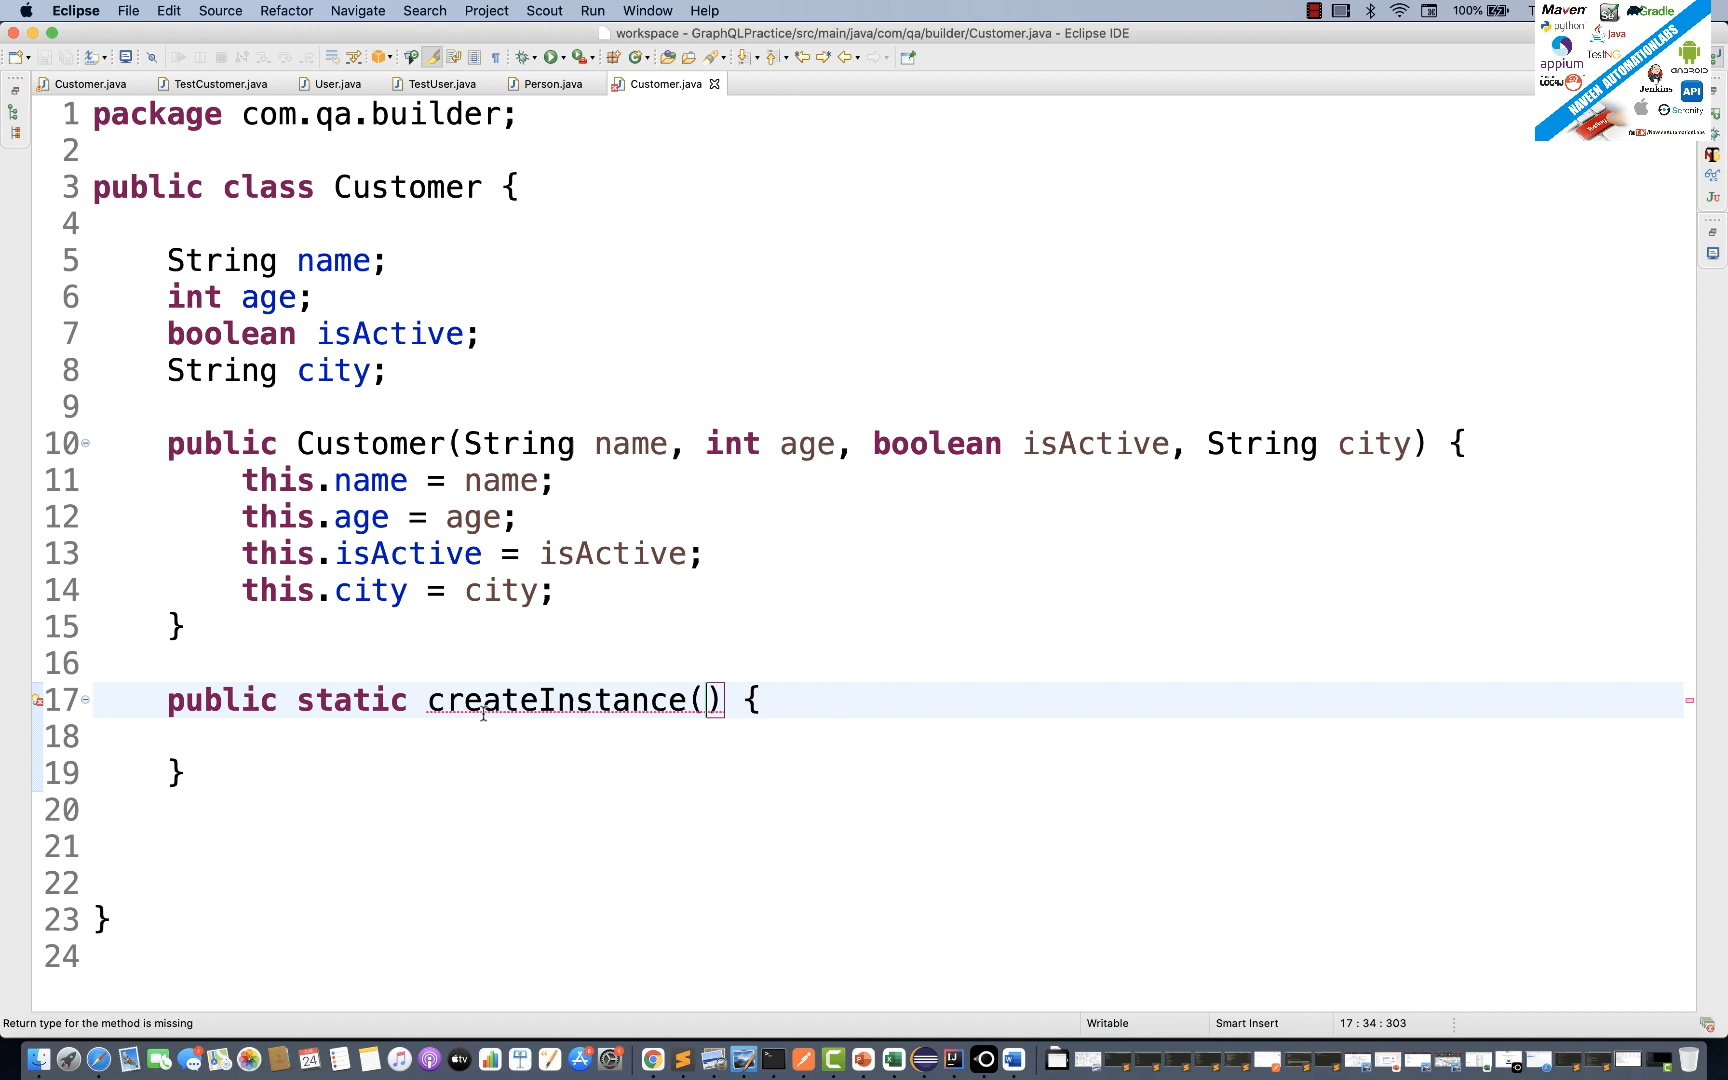 Eclipse File Edit Source Refactor Navigate Search Project Scout Run Window Help 100%
workspace - GraphQLPractice/src/main/java/com/qa/builder/Customer.java - Eclipse IDE
Customer.java TestCustomer.java User.java TestUser.java Person.java Customer.java
1 package com.qa.builder;
2
3 public class Customer {
4
5 String name;
6 int age;
7 boolean isActive;
8 String city;
9
10 public Customer(String name, int age, boolean isActive, String city) {
11 this.name = name;
12 this.age = age;
13 this.isActive = isActive;
14 this.city = city;
15 }
16
17 public static createInstance() {
18
19 }
20
21
22
23 }
24
Return type for the method is missing Writable Smart Insert 17 : 34 : 303
Maven Gradle
python Java
appium TestNG ANDROID
Jenkins API
Serenity
NAVEEN AUTOMATIONLABS